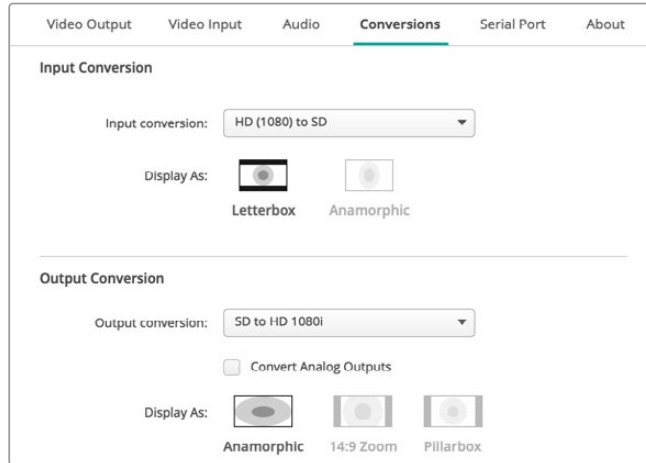 Video Output Video Input Audio Conversions Serial Port About
Input Conversion
Input conversion: HD (1080) to SD
Display As:
Letterbox Anamorphic
Output Conversion
Output conversion: SD to HD 1080i
Convert Analog Outputs
Display As:
Anamorphic 14:9 Zoom Pillarbox